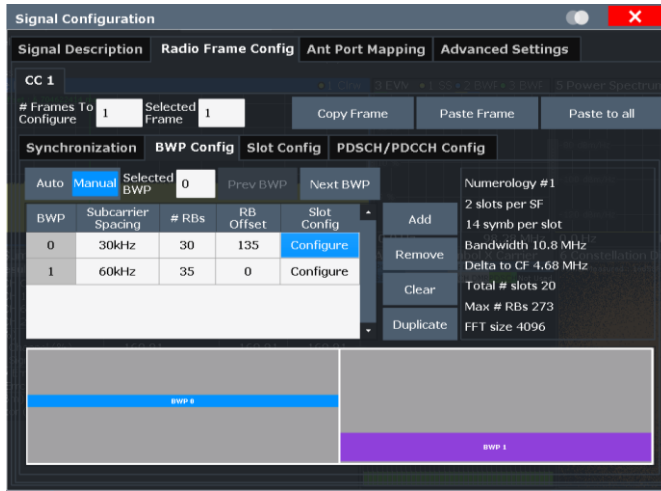 Signal Configuration
Signal Description Radio Frame Config Ant Port Mapping Advanced Settings
CC 1
# Frames To Configure 1 Selected Frame 1 Copy Frame Paste Frame Paste to all
Synchronization BWP Config Slot Config PDSCH/PDCCH Config
Auto Manual Selected BWP 0 Prev BWP Next BWP
BWP Subcarrier Spacing # RBs RB Offset Slot Config
0 30kHz 30 135 Configure
1 60kHz 35 0 Configure
Add
Remove
Clear
Duplicate
Numerology #1
2 slots per SF
14 symb per slot
Bandwidth 10.8 MHz
Delta to CF 4.68 MHz
Total # slots 20
Max # RBs 273
FFT size 4096
BWP 0
BWP 1